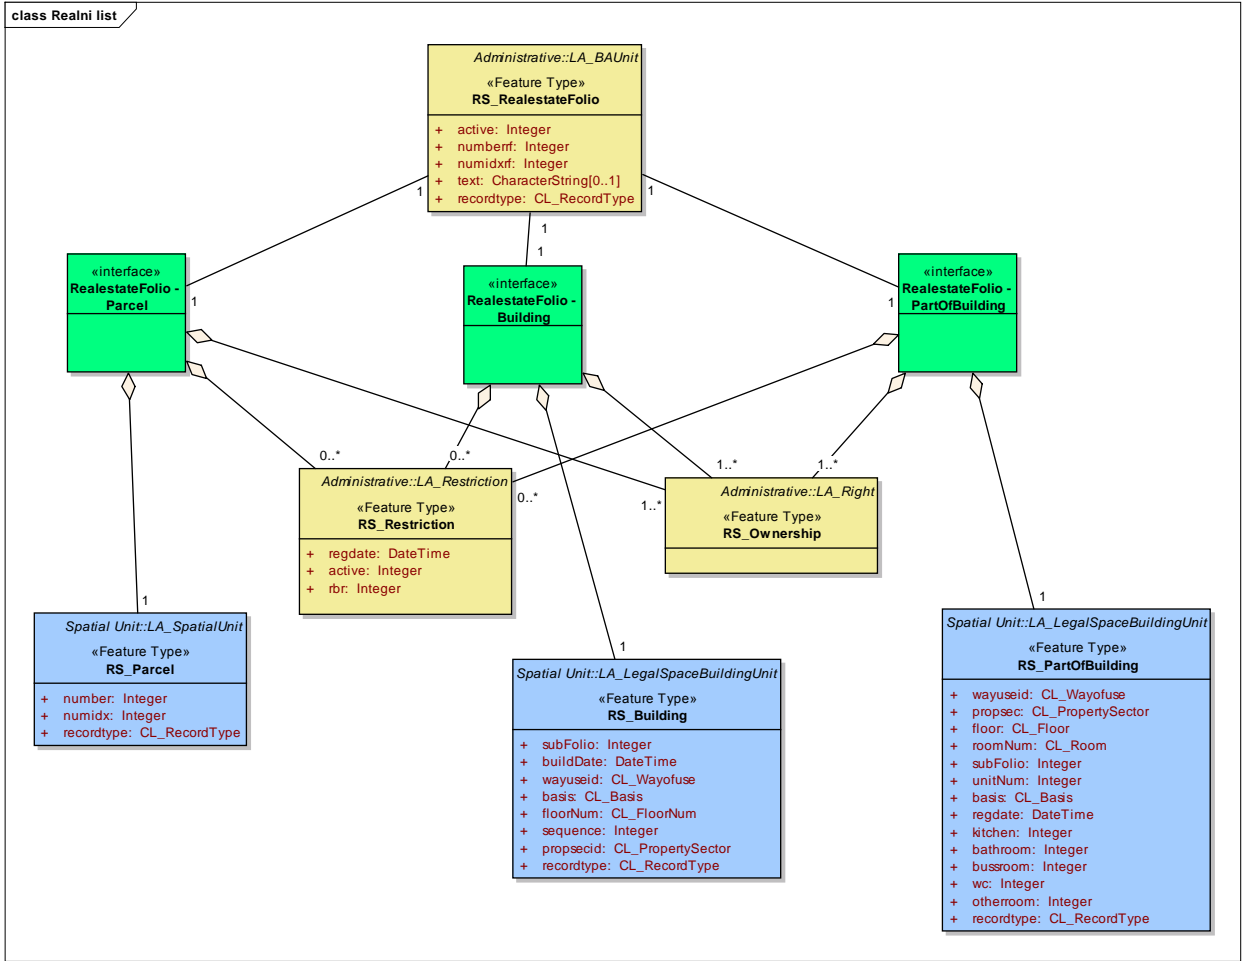 class Realni list
Administrative::LA_BAUnit
«Feature Type»
RS_RealestateFolio
+ active: Integer
+ numberrf: Integer
+ numidxrf: Integer
+ text: CharacterString[0..1]
+ recordtype: CL_RecordType
1
1
1
1
1
1
«interface»
RealestateFolio -
Parcel
«interface»
RealestateFolio -
Building
«interface»
RealestateFolio -
PartOfBuilding
0..*
0..*
0..*
1..*
1..*
1..*
Administrative::LA_Restriction
«Feature Type»
RS_Restriction
+ regdate: DateTime
+ active: Integer
+ rbr: Integer
Administrative::LA_Right
«Feature Type»
RS_Ownership
1
Spatial Unit::LA_SpatialUnit
«Feature Type»
RS_Parcel
+ number: Integer
+ numidx: Integer
+ recordtype: CL_RecordType
1
Spatial Unit::LA_LegalSpaceBuildingUnit
«Feature Type»
RS_Building
+ subFolio: Integer
+ buildDate: DateTime
+ wayuseid: CL_Wayofuse
+ basis: CL_Basis
+ floorNum: CL_FloorNum
+ sequence: Integer
+ propsecid: CL_PropertySector
+ recordtype: CL_RecordType
1
Spatial Unit::LA_LegalSpaceBuildingUnit
«Feature Type»
RS_PartOfBuilding
+ wayuseid: CL_Wayofuse
+ propsec: CL_PropertySector
+ floor: CL_Floor
+ roomNum: CL_Room
+ subFolio: Integer
+ unitNum: Integer
+ basis: CL_Basis
+ regdate: DateTime
+ kitchen: Integer
+ bathroom: Integer
+ bussroom: Integer
+ wc: Integer
+ otherroom: Integer
+ recordtype: CL_RecordType